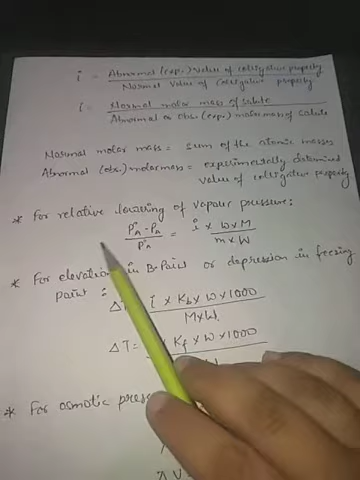 i = Abnormal (exp.) Value of colligative property
Normal Value of colligative property
i = Normal molar mass of solute
Abnormal or Obs. (exp.) molar mass of solute
Normal molar mass = sum of the atomic masses
Abnormal (obs.) molar mass = experimentally determined
value of colligative property
* For relative lowering of vapour pressure:
P°A - PA / P°A = i × W × M / m × W
* For elevation in B.Point or depression in freezing
point :
ΔT = i × Kb × W × 1000 / M × W
ΔT = × Kf × W × 1000
* For osmotic pres